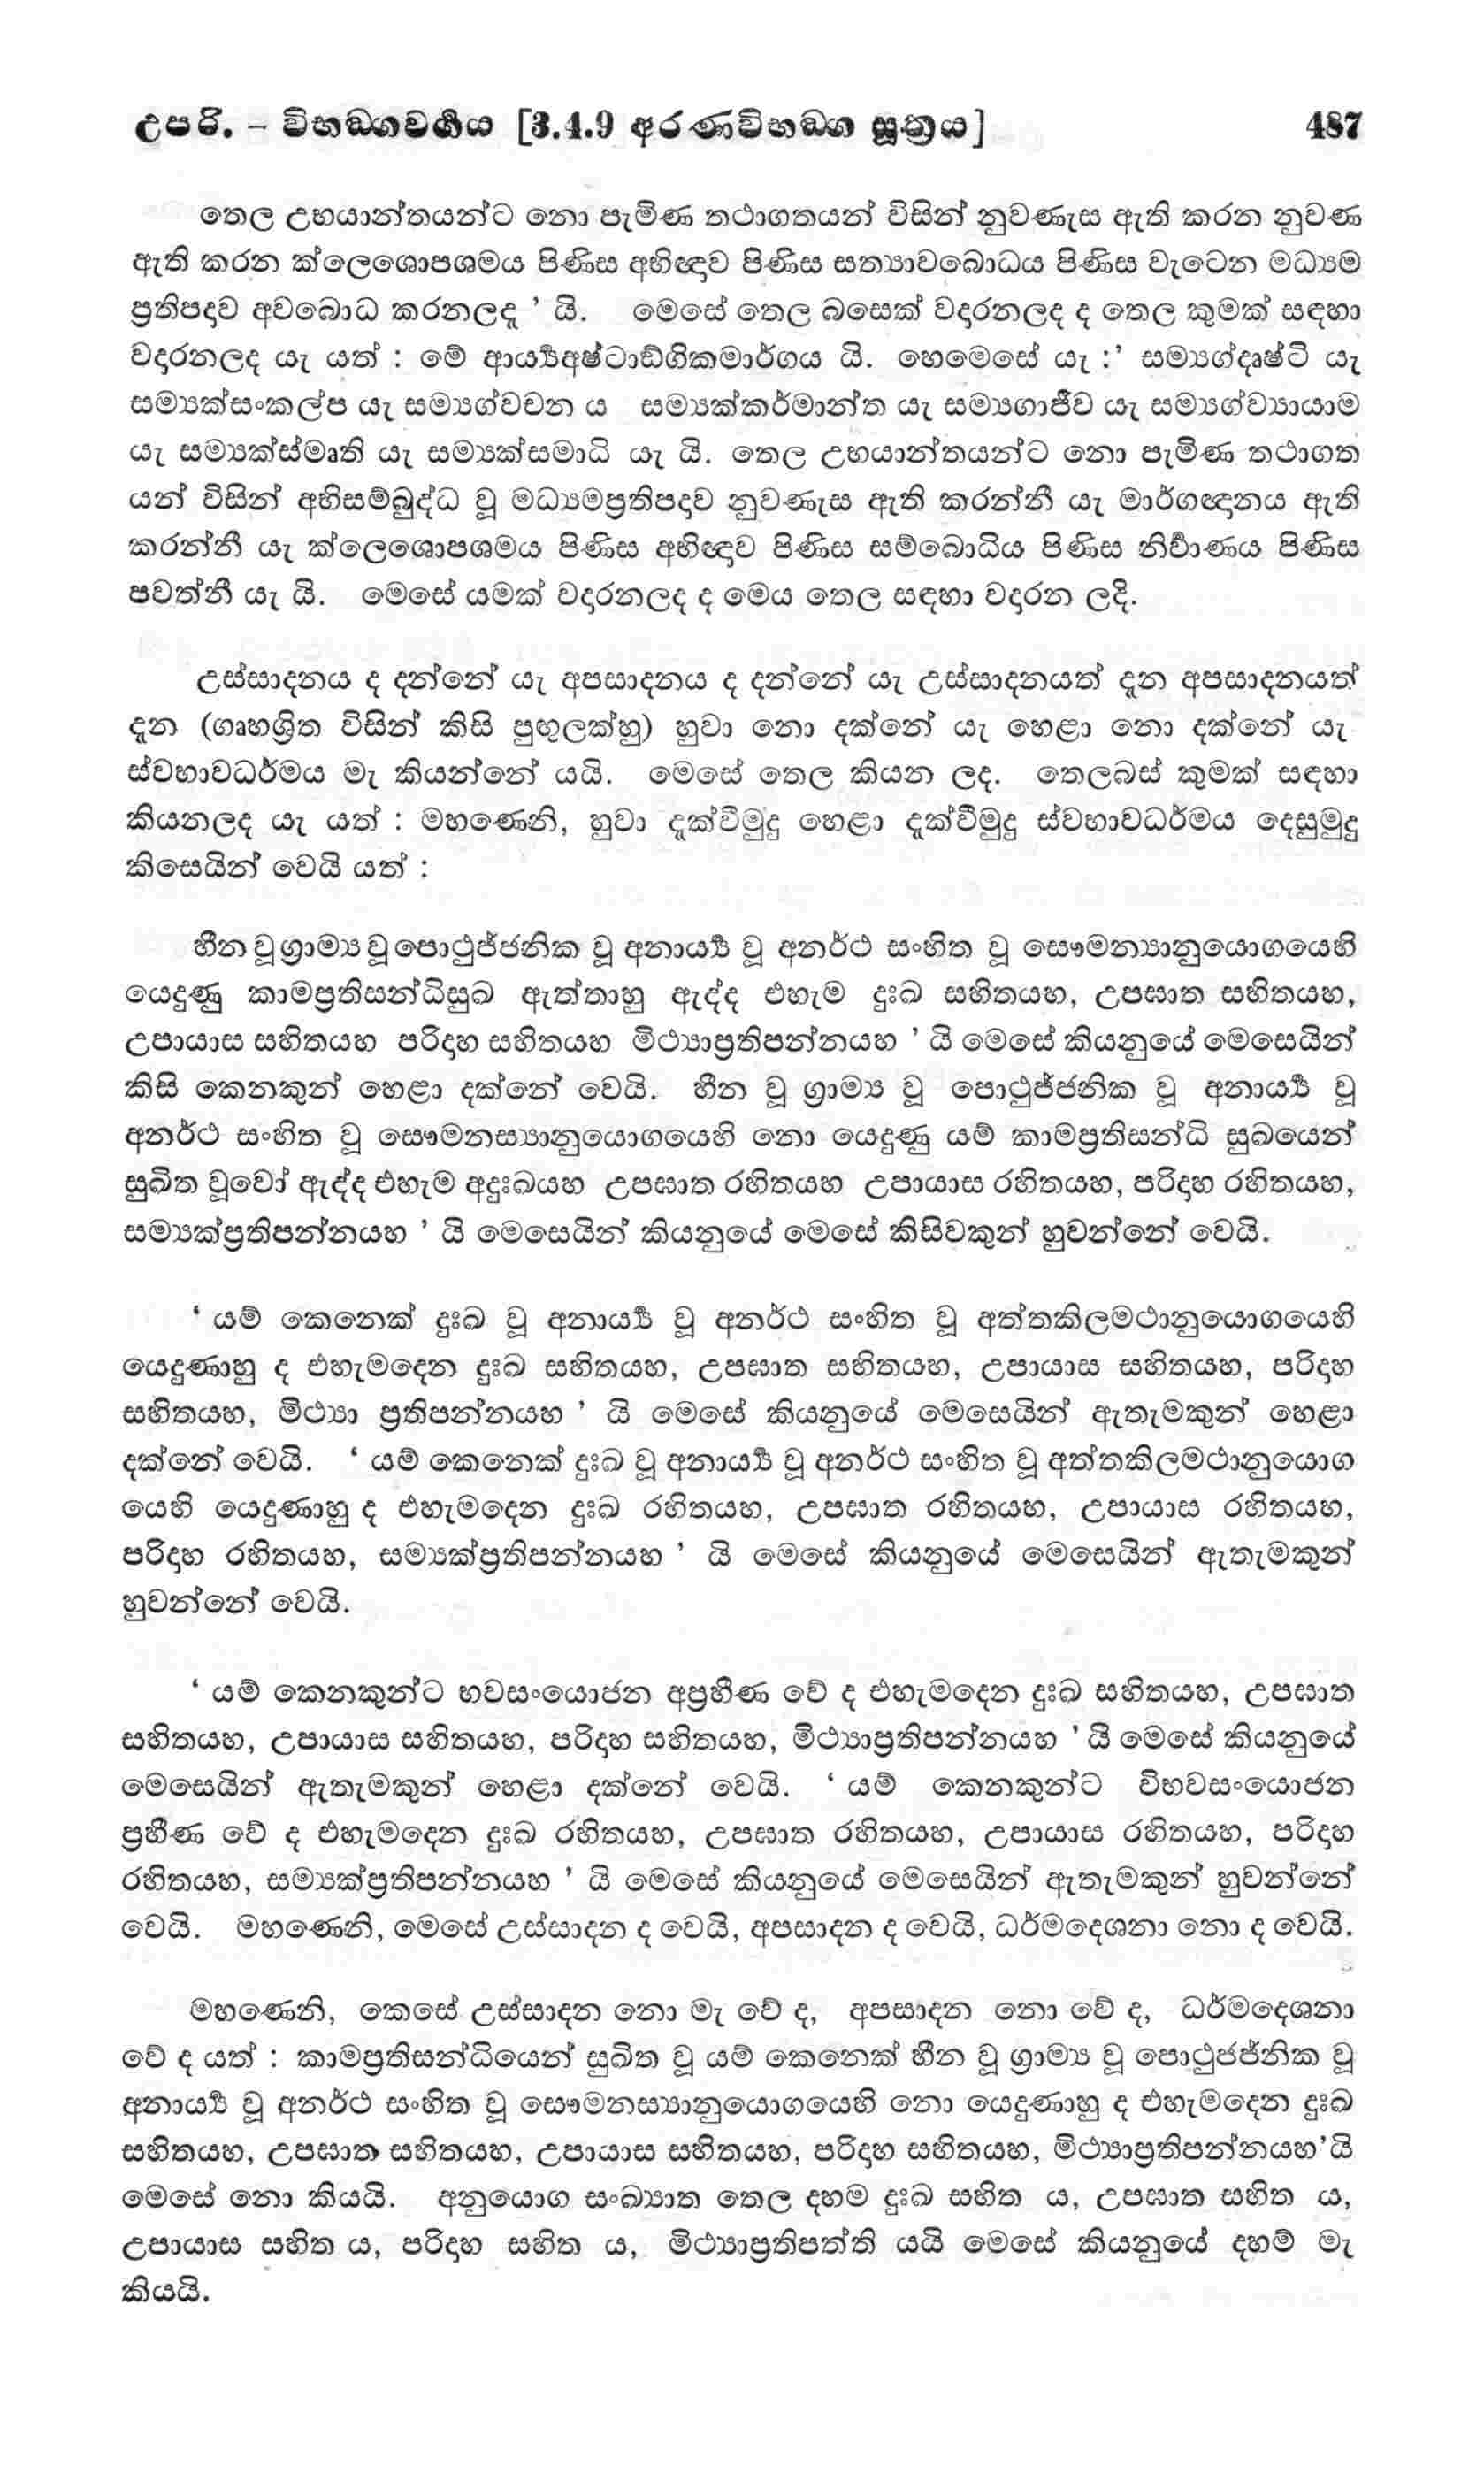 උපරි. – විභඞ්ගවර්‍ගය [3.4.9 අරණවිභඞ්ග සූත්‍රය] 487
තෙල උභයාන්තයන්ට නො පැමිණ තථාගතයන් විසින් නුවණැස ඇති කරන නුවණ
ඇති කරන ක්ලෙශොපශමය පිණිස අභිඥාව පිණිස සත්‍යාවබොධය පිණිස වැටෙන මධ්‍යම
ප්‍රතිපදාව අවබොධ කරනලදූ ’ යි. මෙසේ තෙල බසෙක් වදාරනලද ද තෙල කුමක් සඳහා
වදාරනලද යැ යත් : මේ ආර්‍ය්‍යඅෂ්ටාඬ්ගිකමාර්ගය යි. හෙමෙසේ යැ :’ සම්‍යග්දෘෂ්ටි යැ
සම්‍යක්සංකල්ප යැ සම්‍යග්වචන ය සම්‍යක්කර්මාන්ත යැ සම්‍යගාජීව යැ සම්‍යග්ව්‍යායාම
යැ සම්‍යක්ස්මෘති යැ සම්‍යක්සමාධි යැ යි. තෙල උභයාන්තයන්ට නො පැමිණ තථාගත
යන් විසින් අභිසම්බුද්ධ වූ මධ්‍යමප්‍රතිපදාව නුවණැස ඇති කරන්නී යැ මාර්ගඥානය ඇති
කරන්නී යැ ක්ලෙශොපශමය පිණිස අභිඥාව පිණිස සම්බොධිය පිණිස නිර්‍වාණය පිණිස
පවත්නී යැ යි. මෙසේ යමක් වදාරනලද ද මෙය තෙල සඳහා වදාරන ලදි.
උස්සාදනය ද දන්නේ යැ අපසාදනය ද දන්නේ යැ උස්සාදනයත් දැන අපසාදනයත්
දැන (ගෘහශ්‍රිත විසින් කිසි පුඟුලක්හු) හුවා නො දක්නේ යැ හෙළා නො දක්නේ යැ
ස්වභාවධර්මය මැ කියන්නේ යයි. මෙසේ තෙල කියන ලද. තෙලබස් කුමක් සඳහා
කියනලද යැ යත් : මහණෙනි, හුවා දැක්වීමුදු හෙළා දැක්වීමුදු ස්වභාවධර්මය දෙසුමුදු
කිසෙයින් වෙයි යත් :
හීන වූ ග්‍රාම්‍ය වූ පොථුජ්ජනික වූ අනාර්‍ය්‍ය වූ අනර්ථ සංහිත වූ සෞමන්‍යානුයොගයෙහි
යෙදුණු කාමප්‍රතිසන්ධිසුඛ ඇත්තාහු ඇද්ද එහැම දුඃඛ සහිතයහ, උපඝාත සහිතයහ,
උපායාස සහිතයහ පරිදාහ සහිතයහ මිථ්‍යාප්‍රතිපන්නයහ ’ යි මෙසේ කියනුයේ මෙසෙයින්
කිසි කෙනකුන් හෙළා දක්නේ වෙයි. හීන වූ ග්‍රාම්‍ය වූ පොථුජ්ජනික වූ අනාර්‍ය්‍ය වූ
අනර්ථ සංහිත වූ සෞමනස්‍යානුයොගයෙහි නො යෙදුණු යම් කාමප්‍රතිසන්ධි සුඛයෙන්
සුඛිත වූවෝ ඇද්ද එහැම අදුඃඛයහ උපඝාත රහිතයහ උපායාස රහිතයහ, පරිදාහ රහිතයහ,
සම්‍යක්ප්‍රතිපන්නයහ ’ යි මෙසෙයින් කියනුයේ මෙසේ කිසිවකුන් හුවන්නේ වෙයි.
‘ යම් කෙනෙක් දුඃඛ වූ අනාර්‍ය්‍ය වූ අනර්ථ සංහිත වූ අත්තකිලමථානුයොගයෙහි
යෙදුණාහු ද එහැමදෙන දුඃඛ සහිතයහ, උපඝාත සහිතයහ, උපායාස සහිතයහ, පරිදාහ
සහිතයහ, මිථ්‍යා ප්‍රතිපන්නයහ ’ යි මෙසේ කියනුයේ මෙසෙයින් ඇතැමකුන් හෙළා
දක්නේ වෙයි. ‘ යම් කෙනෙක් දුඃඛ වූ අනාර්‍ය්‍ය වූ අනර්ථ සංහිත වූ අත්තකිලමථානුයොග
යෙහි යෙදුණාහු ද එහැමදෙන දුඃඛ රහිතයහ, උපඝාත රහිතයහ, උපායාස රහිතයහ,
පරිදාහ රහිතයහ, සම්‍යක්ප්‍රතිපන්නයහ ’ යි මෙසේ කියනුයේ මෙසෙයින් ඇතැමකුන්
හුවන්නේ වෙයි.
‘ යම් කෙනකුන්ට භවසංයොජන අප්‍රහීණ වේ ද එහැමදෙන දුඃඛ සහිතයහ, උපඝාත
සහිතයහ, උපායාස සහිතයහ, පරිදාහ සහිතයහ, මිථ්‍යාප්‍රතිපන්නයහ ’ යි මෙසේ කියනුයේ
මෙසෙයින් ඇතැමකුන් හෙළා දක්නේ වෙයි. ‘ යම් කෙනකුන්ට විභවසංයොජන
ප්‍රහීණ වේ ද එහැමදෙන දුඃඛ රහිතයහ, උපඝාත රහිතයහ, උපායාස රහිතයහ, පරිදාහ
රහිතයහ, සම්‍යක්ප්‍රතිපන්නයහ ’ යි මෙසේ කියනුයේ මෙසෙයින් ඇතැමකුන් හුවන්නේ
වෙයි. මහණෙනි, මෙසේ උස්සාදන ද වෙයි, අපසාදන ද වෙයි, ධර්මදෙශනා නො ද වෙයි.
මහණෙනි, කෙසේ උස්සාදන නො මැ වේ ද, අපසාදන නො වේ ද, ධර්මදෙශනා
වේ ද යත් : කාමප්‍රතිසන්ධියෙන් සුඛිත වූ යම් කෙනෙක් හීන වූ ග්‍රාම්‍ය වූ පොථුජජ්නික වූ
අනාර්‍ය්‍ය වූ අනර්ථ සංහිත වූ සෞමනස්‍යානුයොගයෙහි නො යෙදුණාහු ද එහැමදෙන දුඃඛ
සහිතයහ, උපඝාත සහිතයහ, උපායාස සහිතයහ, පරිදාහ සහිතයහ, මිථ්‍යාප්‍රතිපන්නයහ’යි
මෙසේ නො කියයි. අනුයොග සංඛ්‍යාත තෙල දහම දුඃඛ සහිත ය, උපඝාත සහිත ය,
උපායාස සහිත ය, පරිදාහ සහිත ය, මිථ්‍යාප්‍රතිපත්ති යයි මෙසේ කියනුයේ දහම් මැ
කියයි.